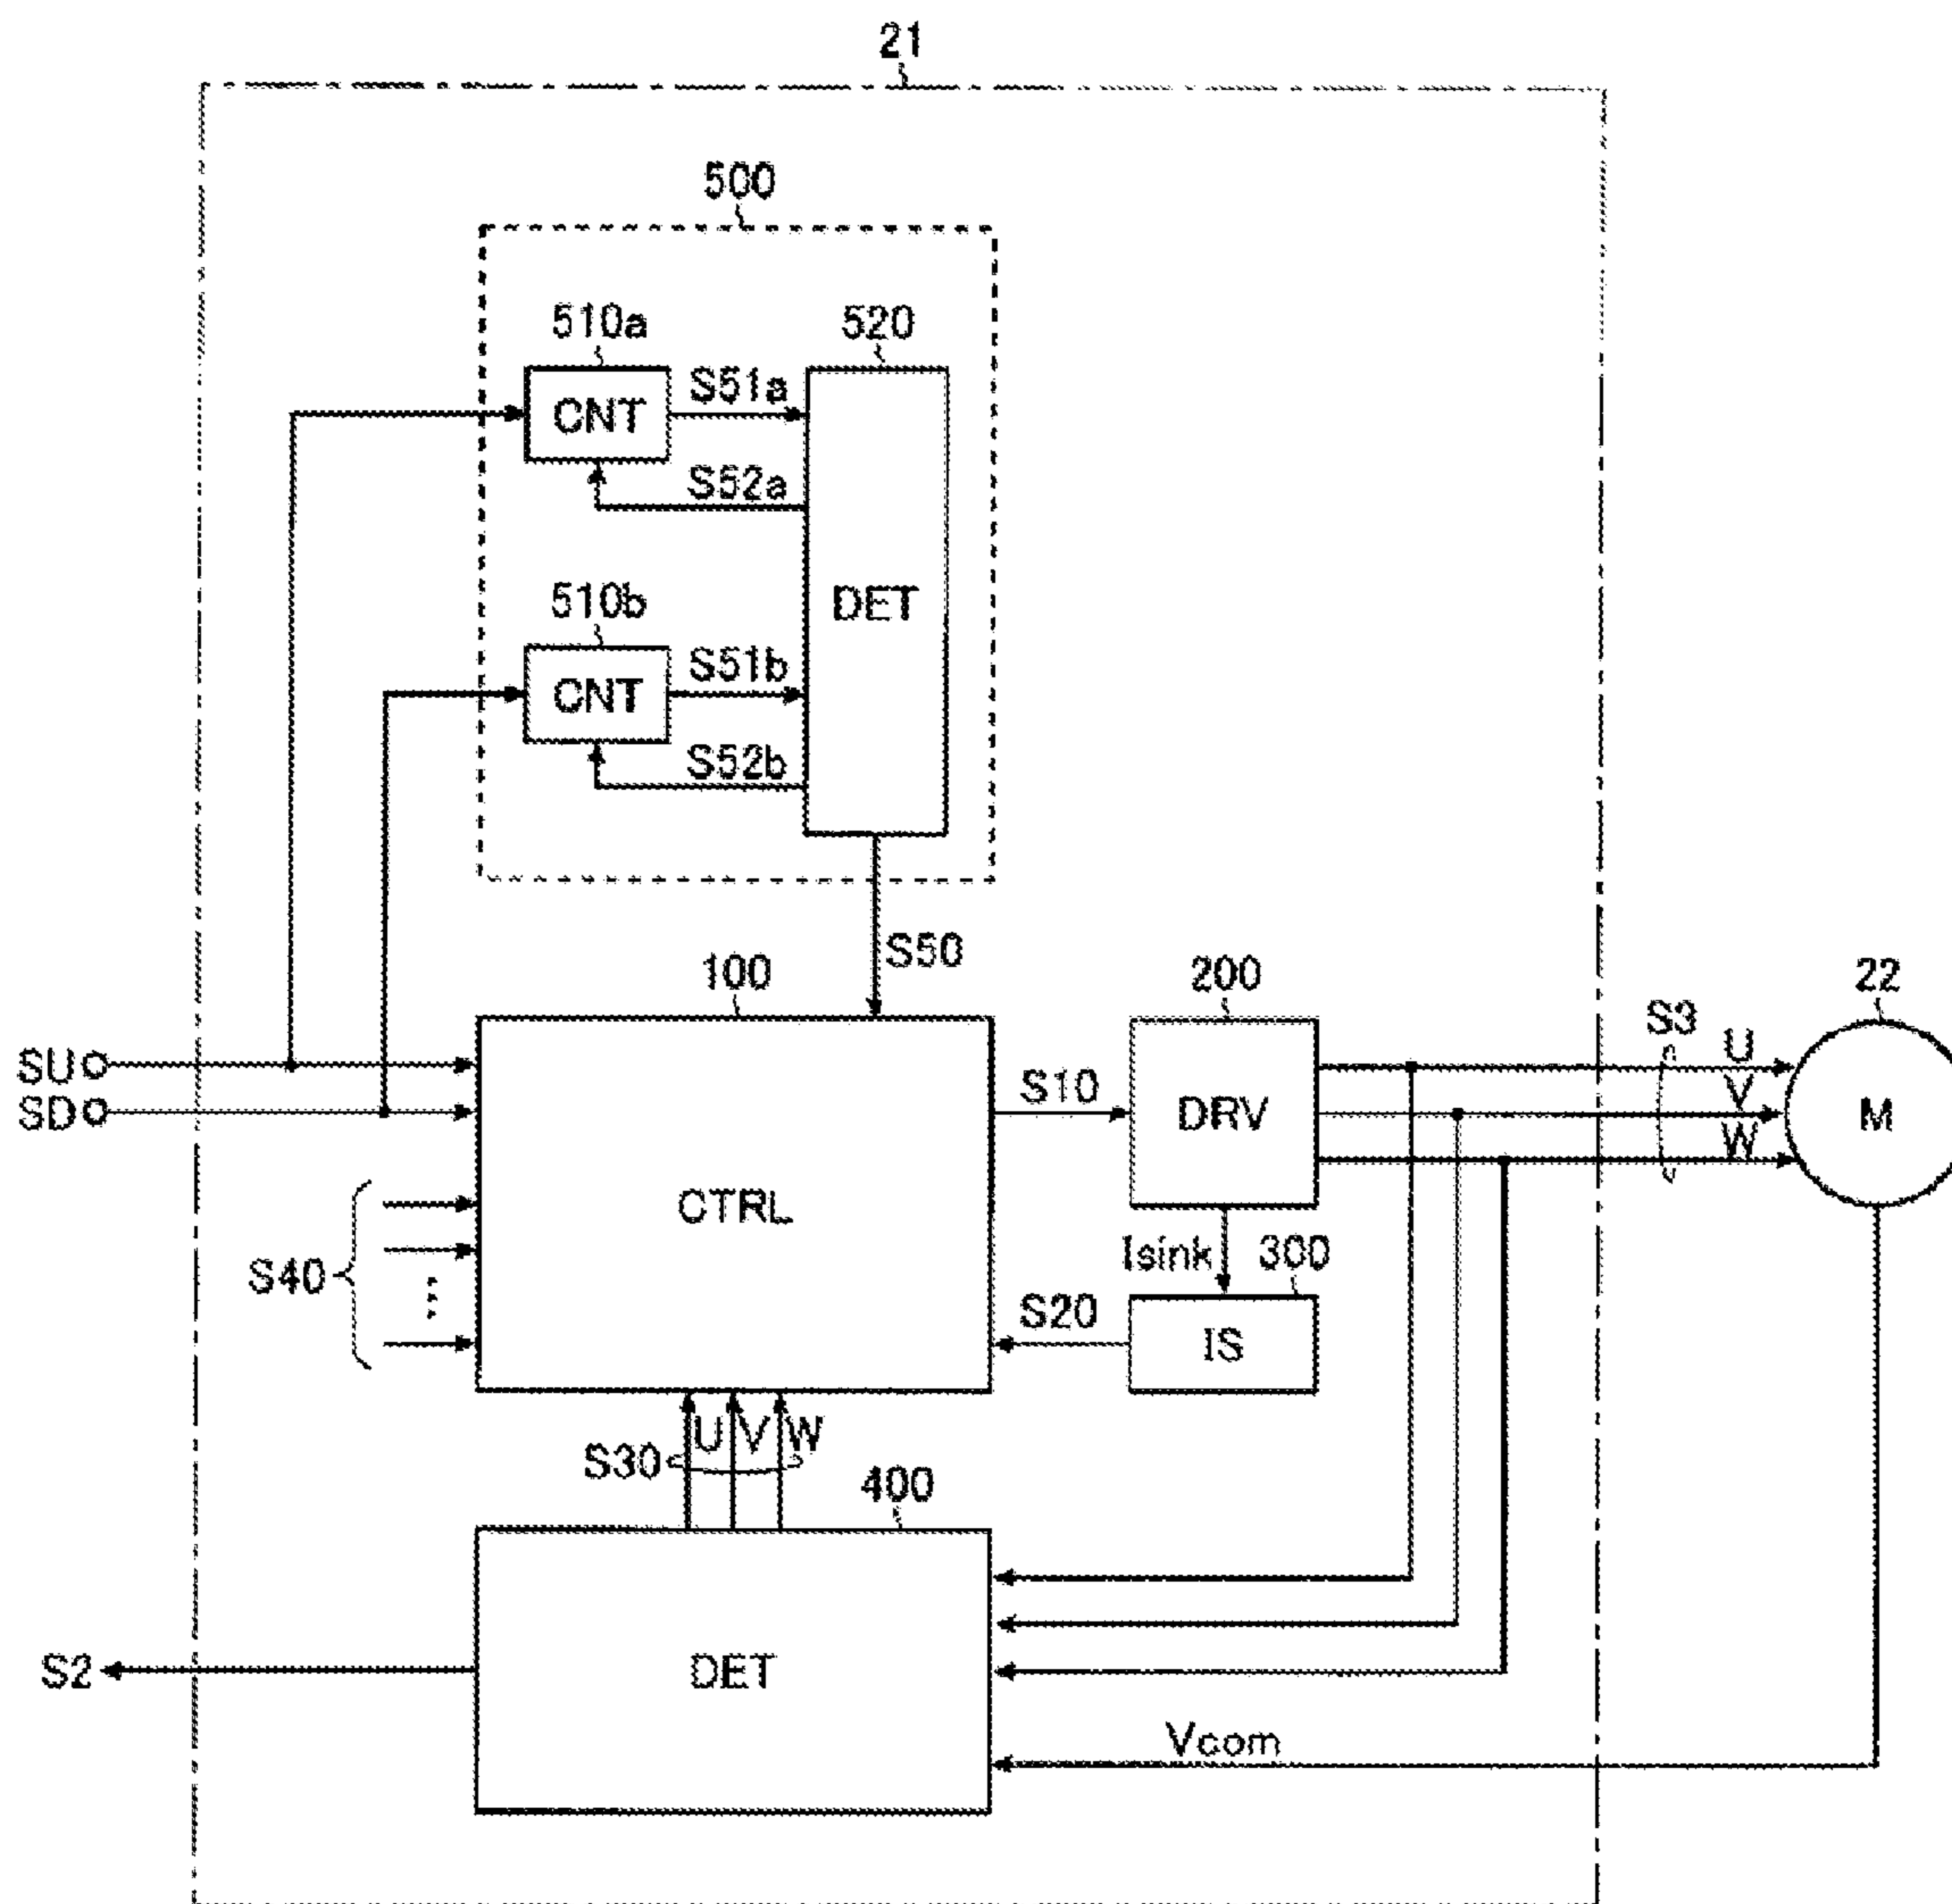 21
500
510a
520
CNT
S51a
S52a
DET
510b
CNT
S51b
S52b
S50
100
200
22
S3
SU
SD
S10
DRV
U
V
W
M
CTRL
S40
Isink
300
S20
IS
U V W
S30
400
S2
DET
Vcom